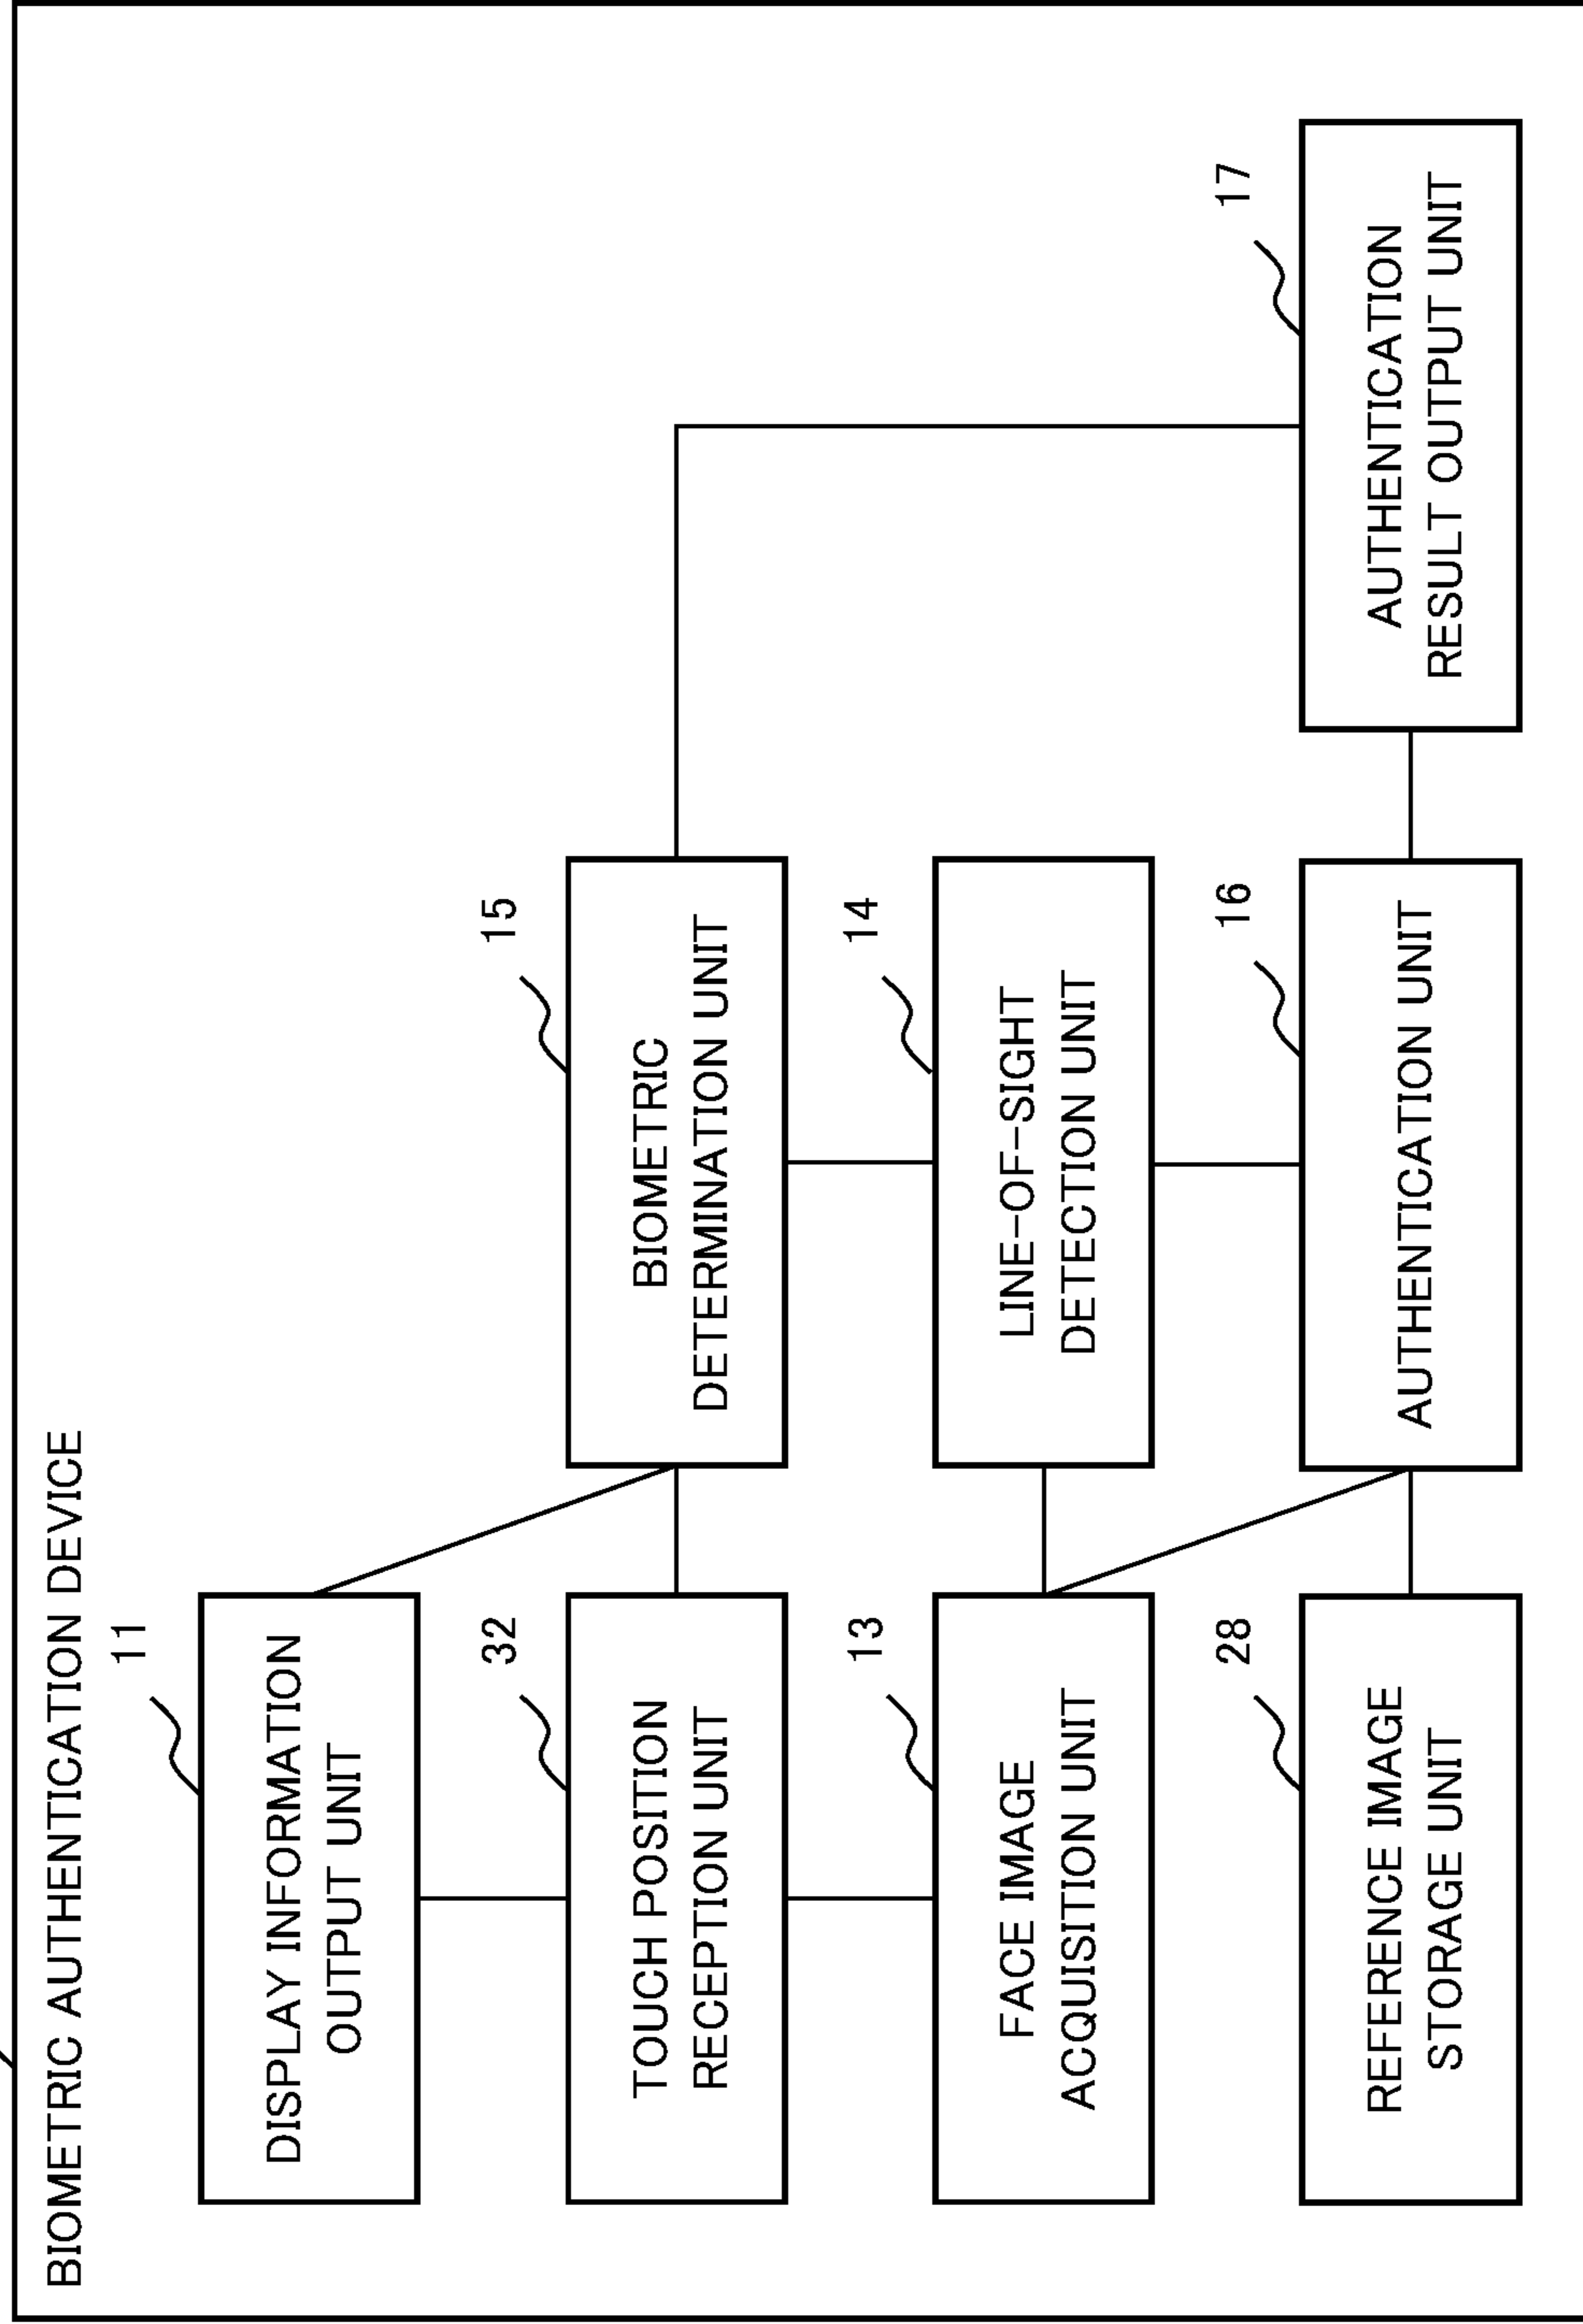 BIOMETRIC AUTHENTICATION DEVICE
11
DISPLAY INFORMATION
OUTPUT UNIT
32
TOUCH POSITION
RECEPTION UNIT
15
BIOMETRIC
DETERMINATION UNIT
13
FACE IMAGE
ACQUISITION UNIT
14
LINE-OF-SIGHT
DETECTION UNIT
28
REFERENCE IMAGE
STORAGE UNIT
16
AUTHENTICATION UNIT
17
AUTHENTICATION
RESULT OUTPUT UNIT